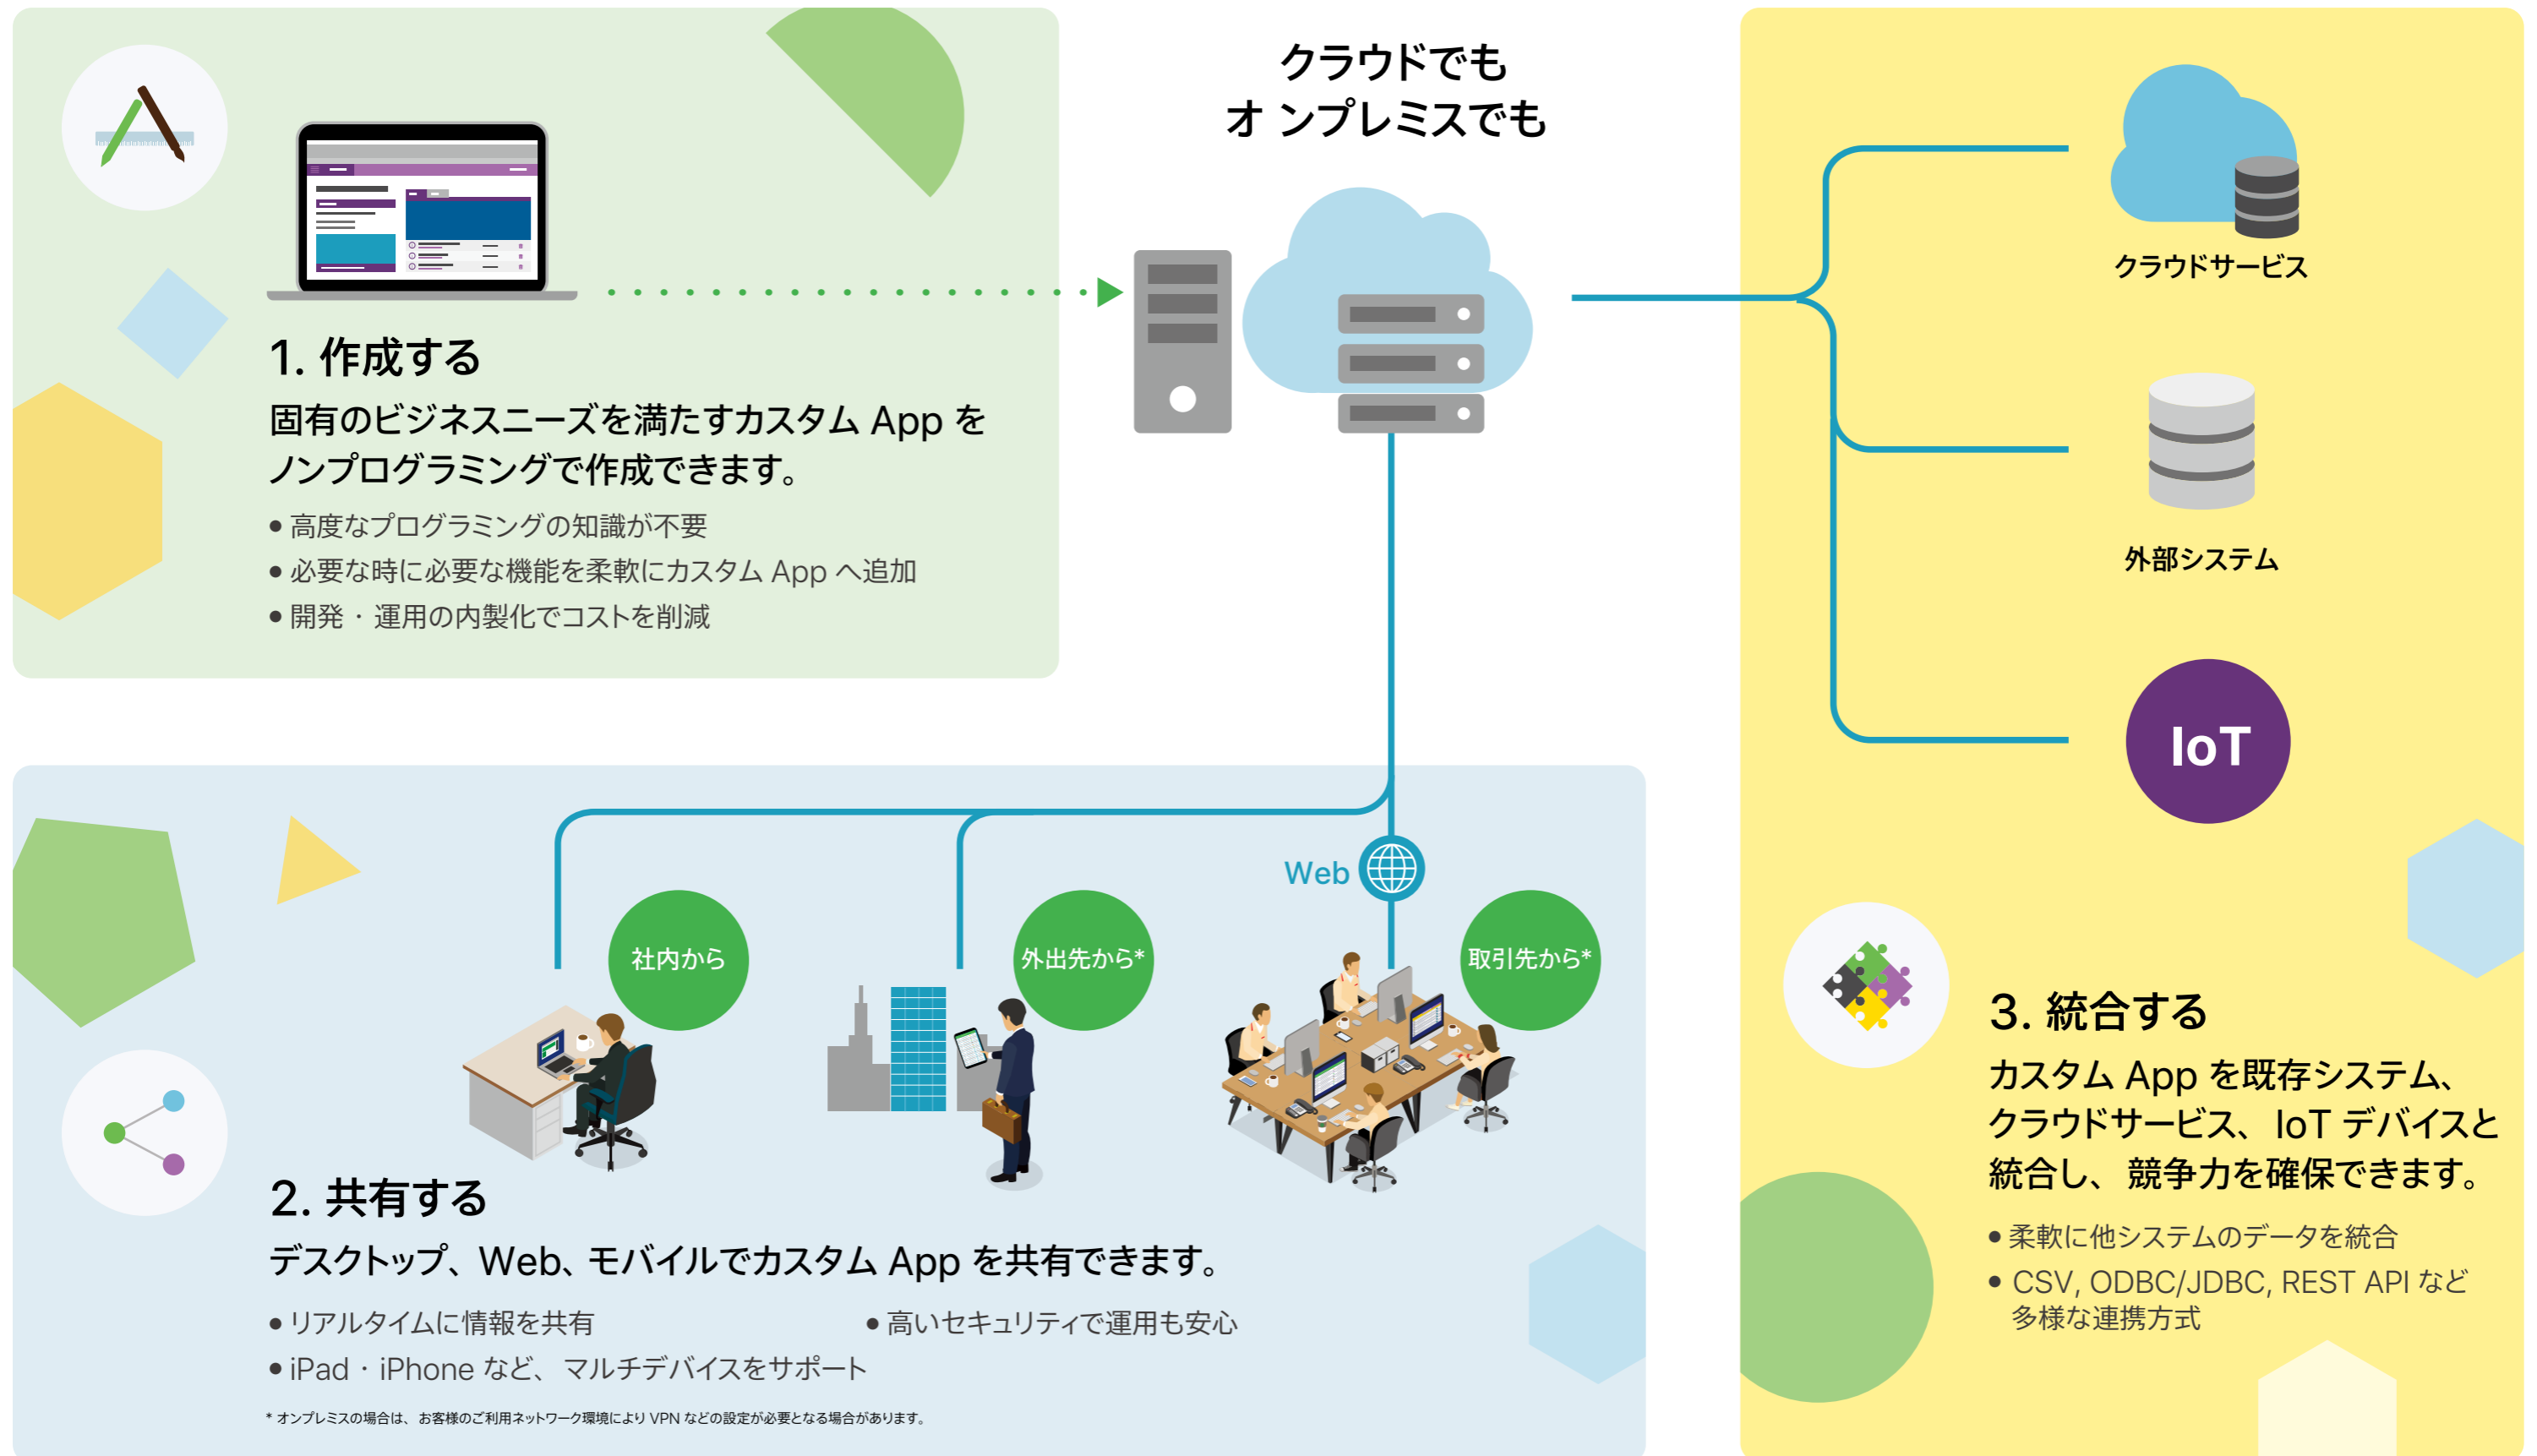 クラウドでも
オ ンプレミスでも
1. 作成する
固有のビジネスニーズを満たすカスタム App を
ノンプログラミングで作成できます。
● 高度なプログラミングの知識が不要
● 必要な時に必要な機能を柔軟にカスタム App へ追加
● 開発・運用の内製化でコストを削減
クラウドサービス
外部システム
IoT
Web
社内から
外出先から*
取引先から*
2. 共有する
デスクトップ、Web、モバイルでカスタム App を共有できます。
● リアルタイムに情報を共有
● 高いセキュリティで運用も安心
● iPad・iPhone など、マルチデバイスをサポート
* オンプレミスの場合は、お客様のご利用ネットワーク環境により VPN などの設定が必要となる場合があります。
3. 統合する
カスタム App を既存システム、
クラウドサービス、IoT デバイスと
統合し、競争力を確保できます。
● 柔軟に他システムのデータを統合
● CSV, ODBC/JDBC, REST API など
多様な連携方式